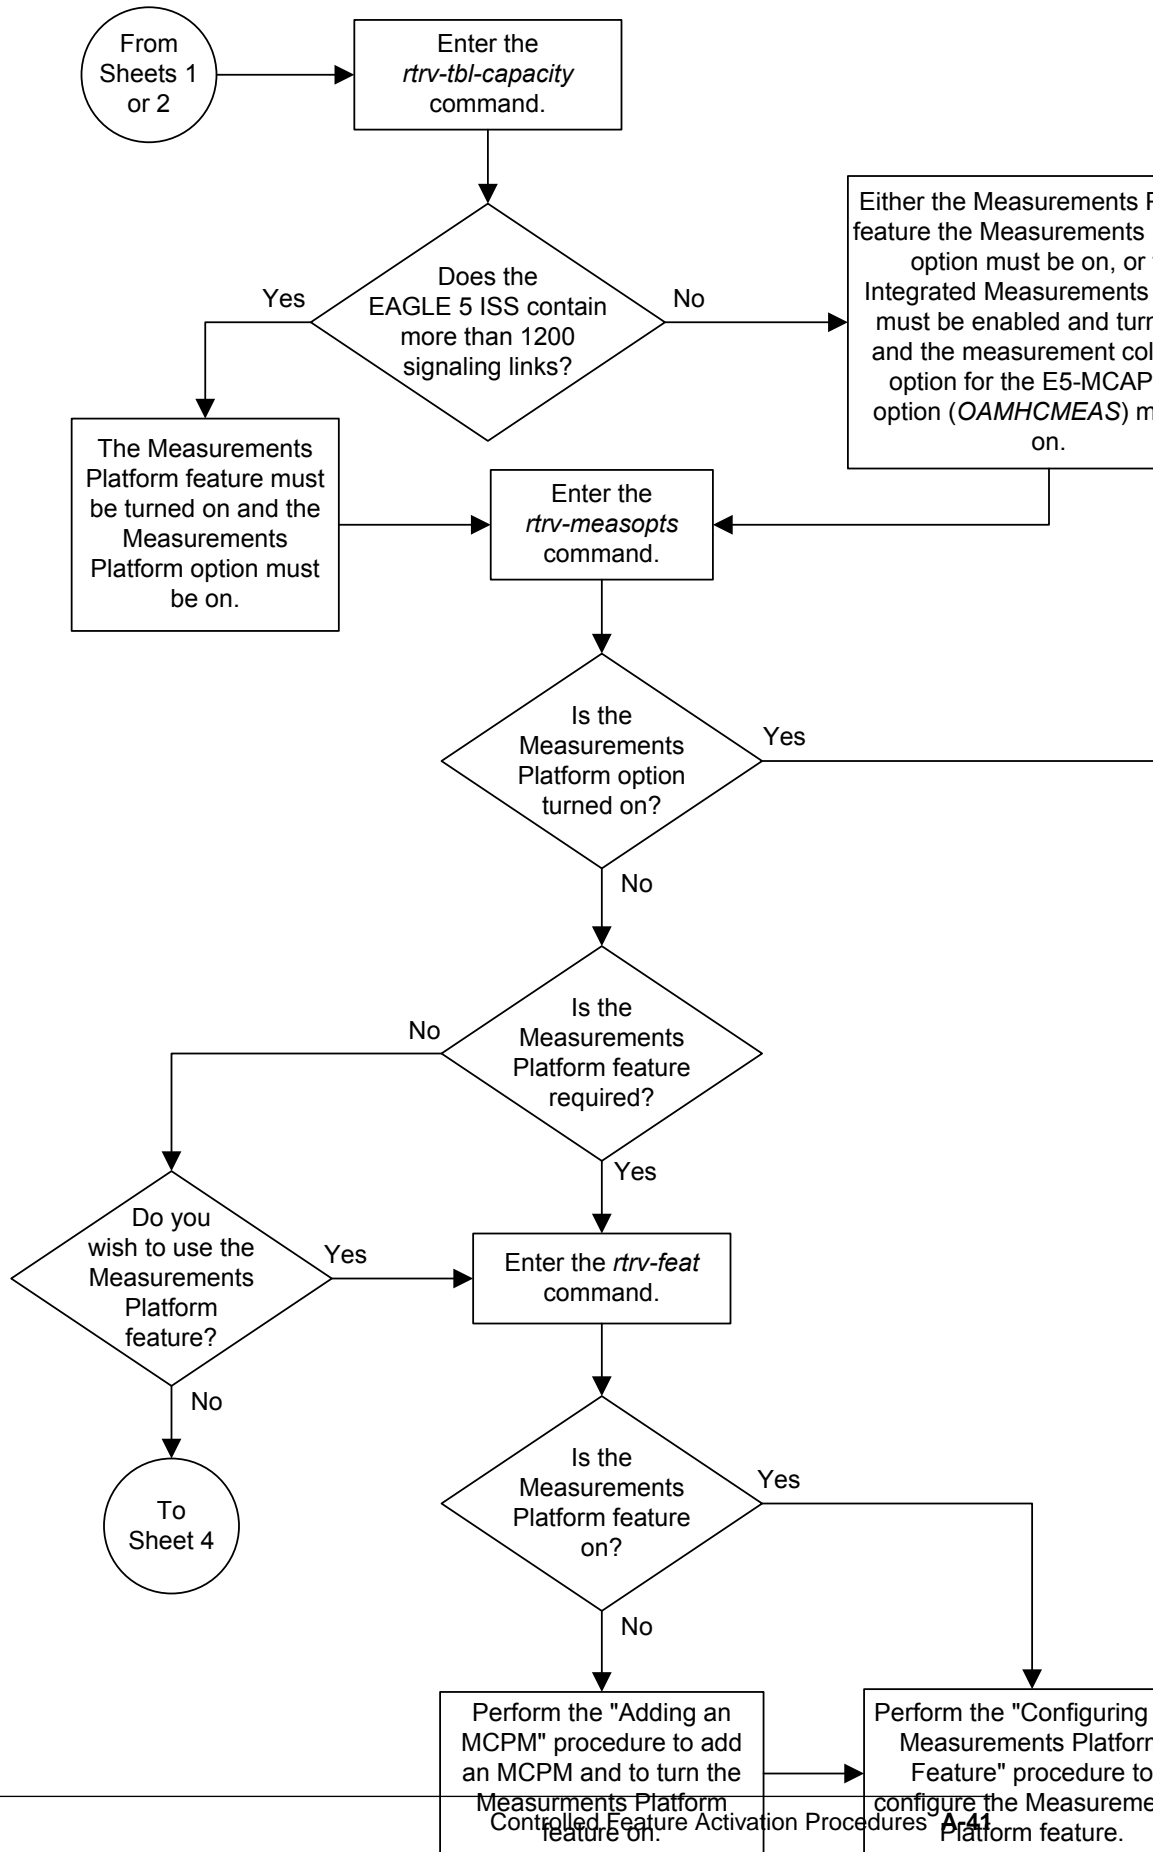 From
Sheets 1
or 2
Enter the
rtrv-tbl-capacity
command.
Does the
EAGLE 5 ISS contain
more than 1200
signaling links?
Yes
No
Either the Measurements
feature the Measurements
option must be on, or
Integrated Measurements
must be enabled and
and the measurement
option for the E5-MCAP
option (OAMHCMEAS)
on.
The Measurements
Platform feature must
be turned on and the
Measurements
Platform option must
be on.
Enter the
rtrv-measopts
command.
Is the
Measurements
Platform option
turned on?
Yes
No
Is the
Measurements
Platform feature
required?
No
Yes
Do you
wish to use the
Measurements
Platform
feature?
Yes
No
Enter the rtrv-feat
command.
To
Sheet 4
Is the
Measurements
Platform feature
on?
Yes
No
Perform the "Adding an
MCPM" procedure to add
an MCPM and to turn the
Measurments Platform
feature on.
Perform the "Configuring
Measurements
Feature" procedure to
configure the
Platform feature.
Controlled Feature Activation Procedures A-41